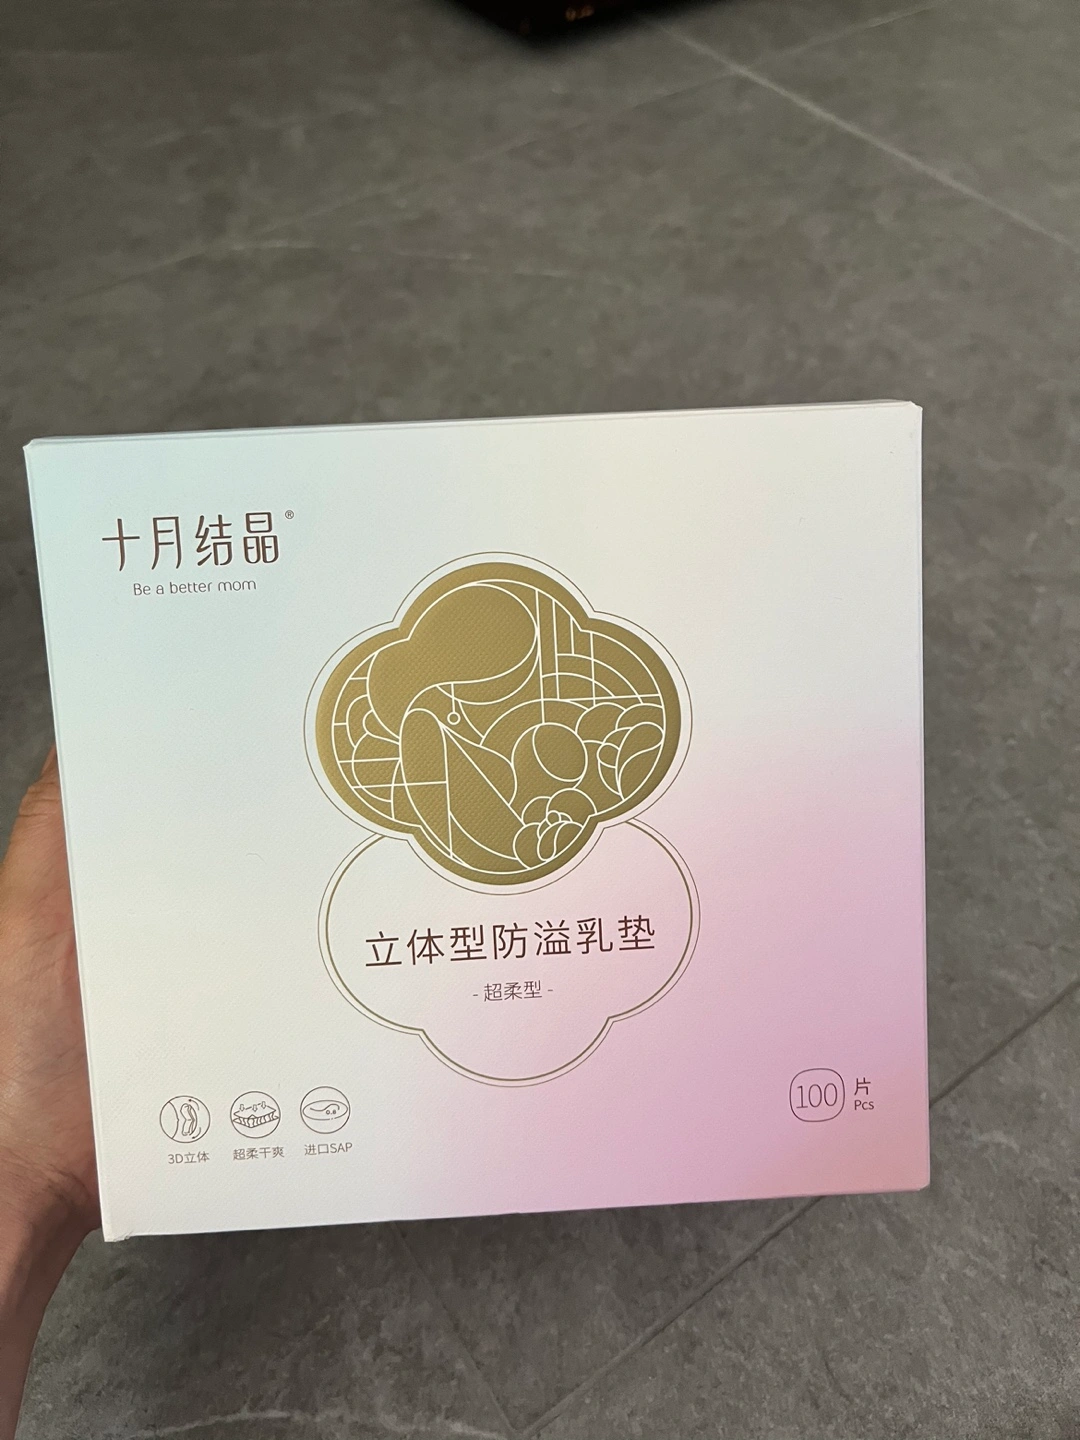 十月结晶®
Be a better mom
立体型防溢乳垫
- 超柔型 -
3D立体
超柔干爽
进口SAP
100 片
Pcs